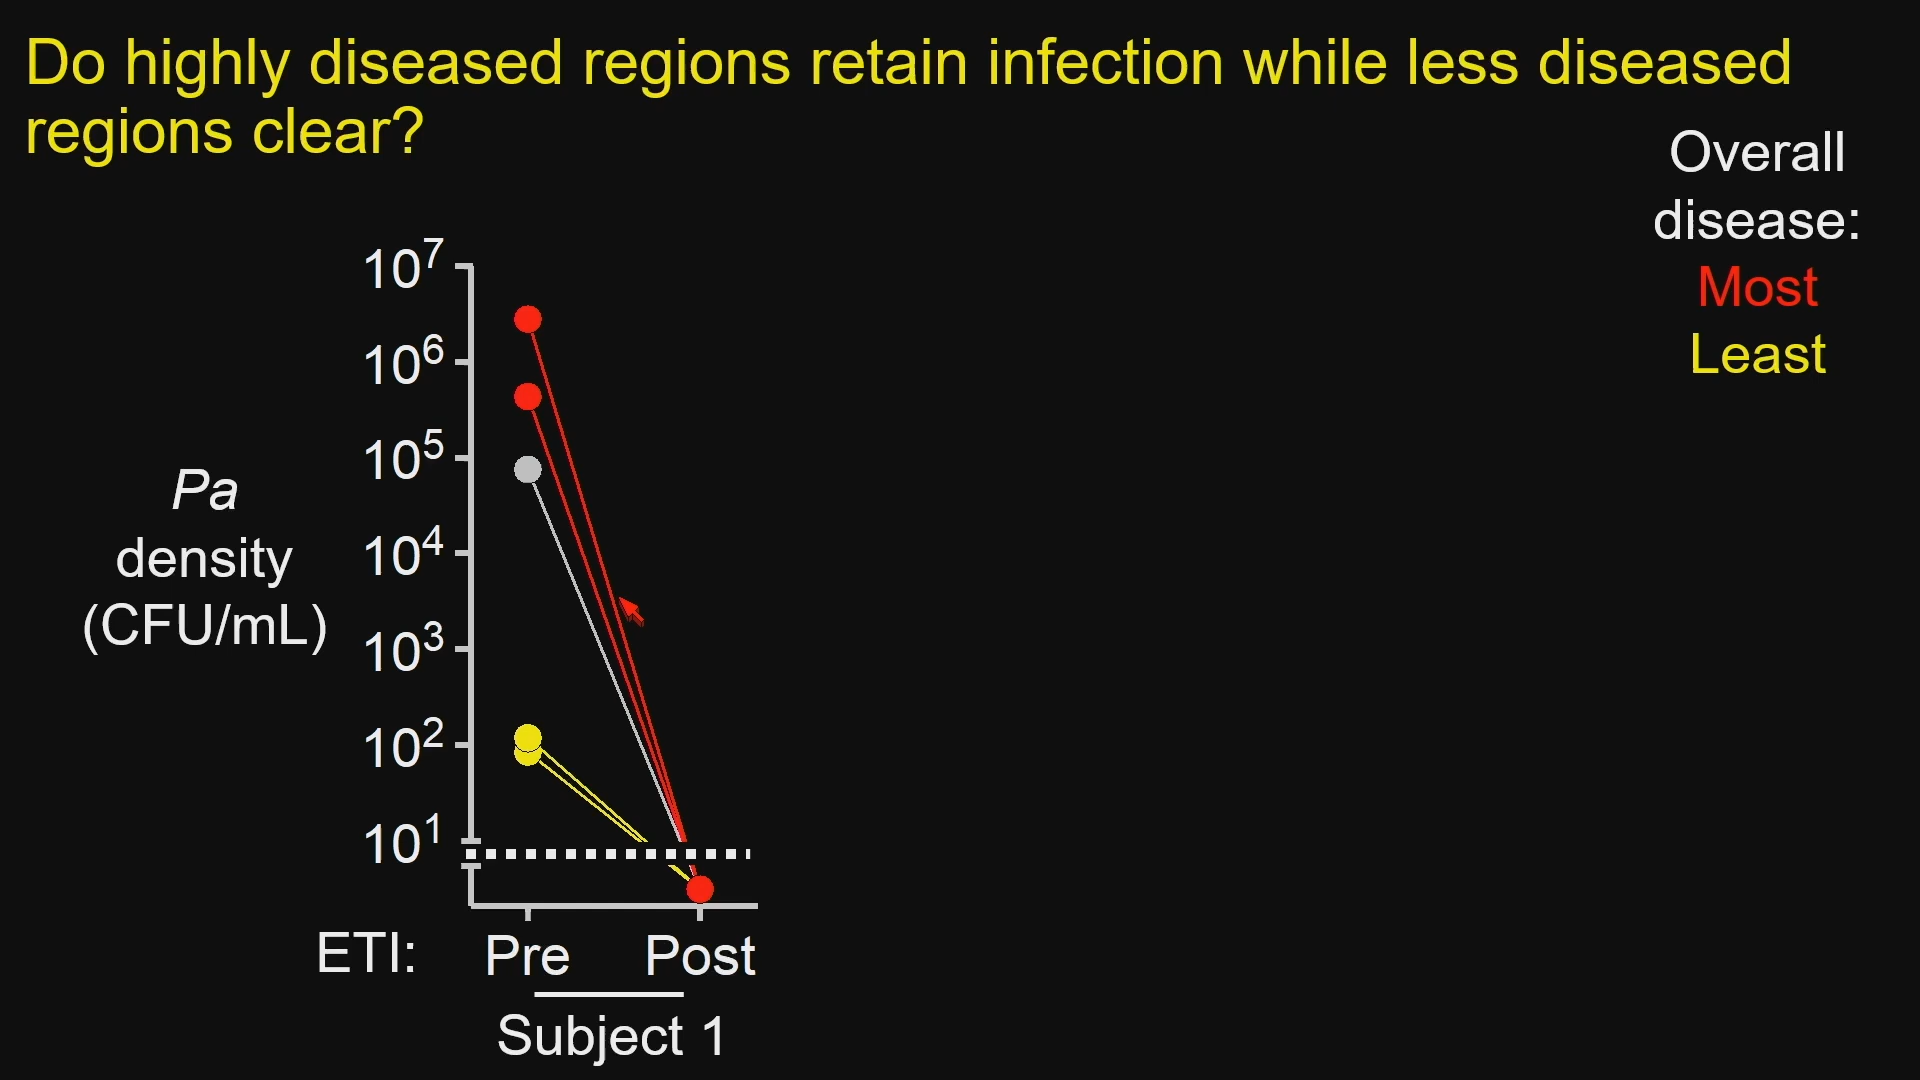 Do highly diseased regions retain infection while less diseased
regions clear?
Overall
disease:
Most
Least
10⁷
10⁶
10⁵
10⁴
10³
10²
10¹
Pa
density
(CFU/mL)
ETI: Pre Post
Subject 1